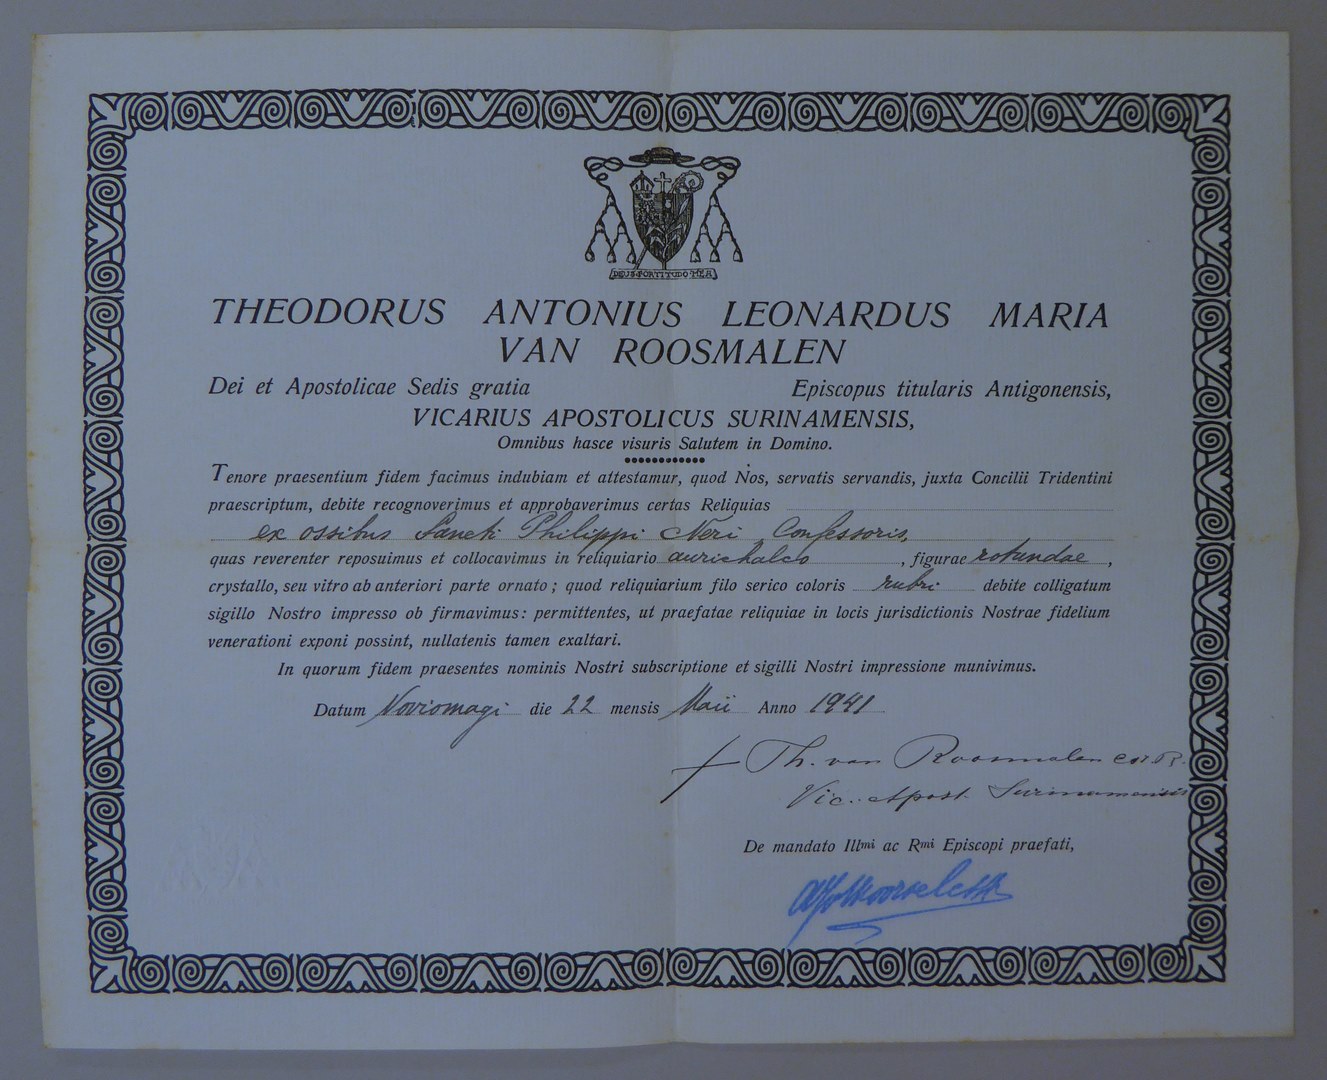 DEUS FORTITUDO MEA
THEODORUS ANTONIUS LEONARDUS MARIA
VAN ROOSMALEN
Dei et Apostolicae Sedis gratia Episcopus titularis Antigonensis,
VICARIUS APOSTOLICUS SURINAMENSIS,
Omnibus hasce visuris Salutem in Domino.
Tenore praesentium fidem facimus indubiam et attestamur, quod Nos, servatis servandis, juxta Concilii Tridentini
praescriptum, debite recognoverimus et approbaverimus certas Reliquias
ex ossibus Sancti Philippi Neri Confessoris,
quas reverenter reposuimus et collocavimus in reliquiario aurichalco, figurae rotundae,
crystallo, seu vitro ab anteriori parte ornato; quod reliquiarium filo serico coloris rubri debite colligatum
sigillo Nostro impresso ob firmavimus: permittentes, ut praefatae reliquiae in locis jurisdictionis Nostrae fidelium
venerationi exponi possint, nullatenis tamen exaltari.
In quorum fidem praesentes nominis Nostri subscriptione et sigilli Nostri impressione munivimus.
Datum Noviomagi die 22 mensis Maii Anno 1941
† Th. van Roosmalen C.ss.R.
Vic. Apost. Surinamensis
De mandato Illmi ac Rmi Episcopi praefati,